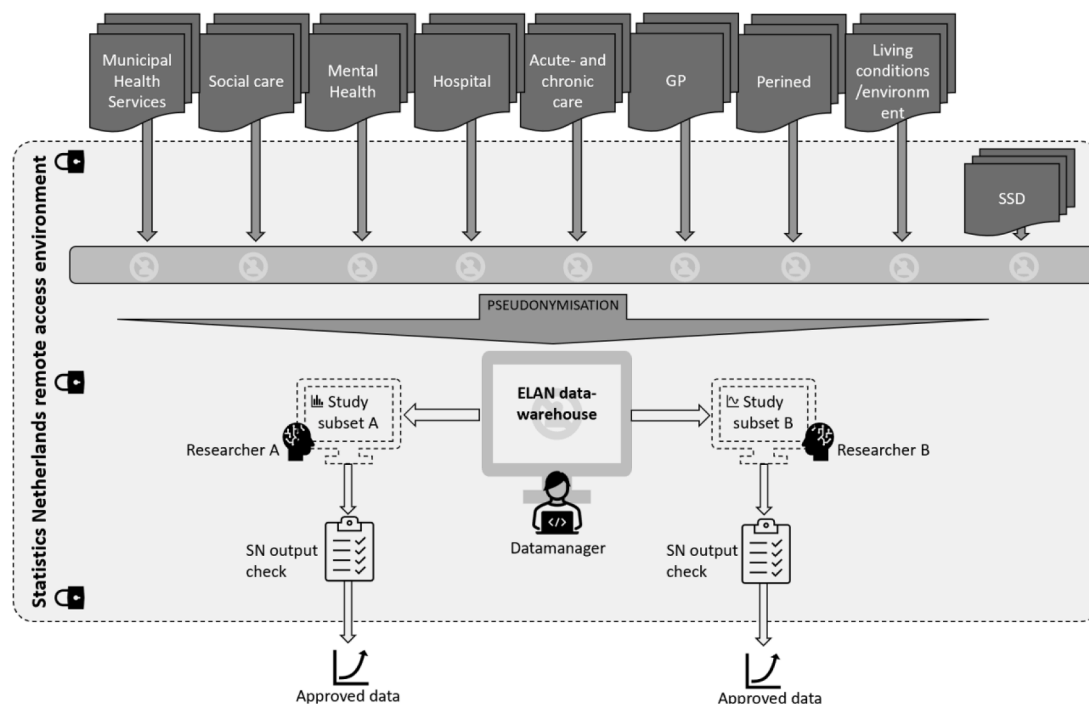 Municipal
Health
Services
Social care
Mental
Health
Hospital
Acute- and
chronic
care
GP
Perined
Living
conditions
/environm
ent
SSD
Statistics Netherlands remote access environment
PSEUDONYMISATION
ELAN data-
warehouse
Study
subset A
Study
subset B
Researcher A
Researcher B
Datamanager
SN output
check
SN output
check
Approved data
Approved data